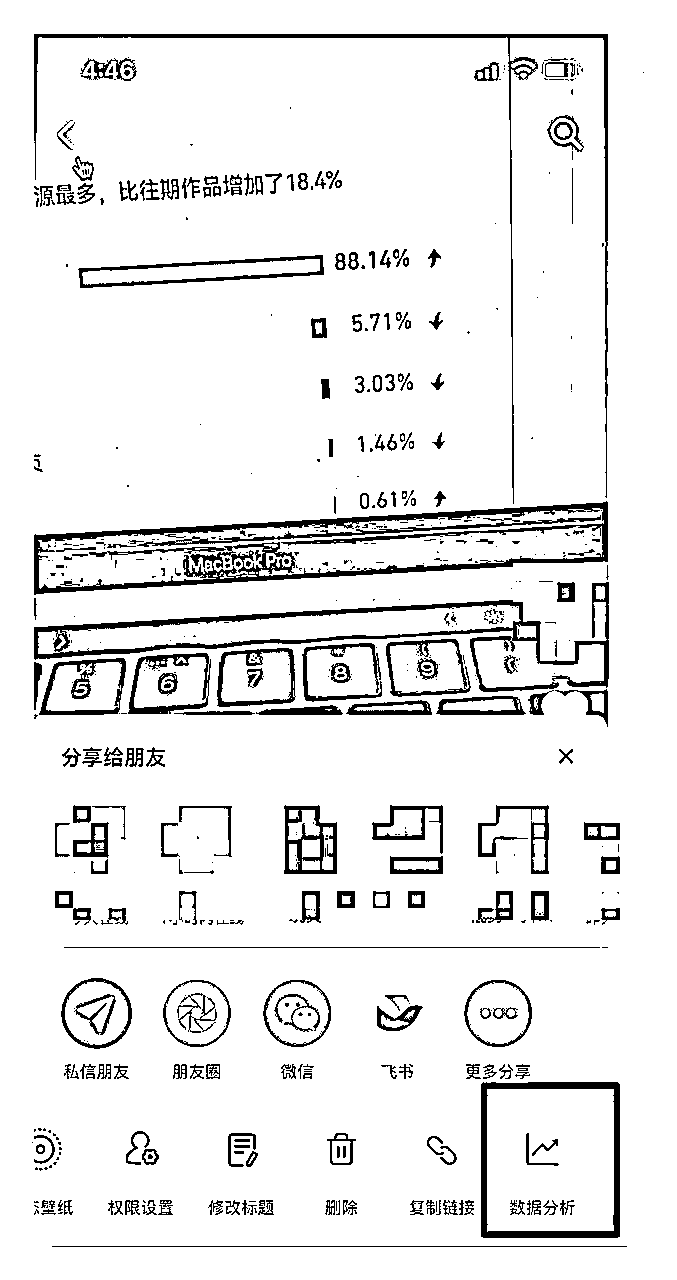 4:46
源最多，比往期作品增加了18.4%
88.14%
5.71%
3.03%
1.46%
0.61%
MacBook Pro
5 6 7 8 9
分享给朋友
私信朋友 朋友圈 微信 飞书 更多分享
壁纸 权限设置 修改标题 删除 复制链接 数据分析